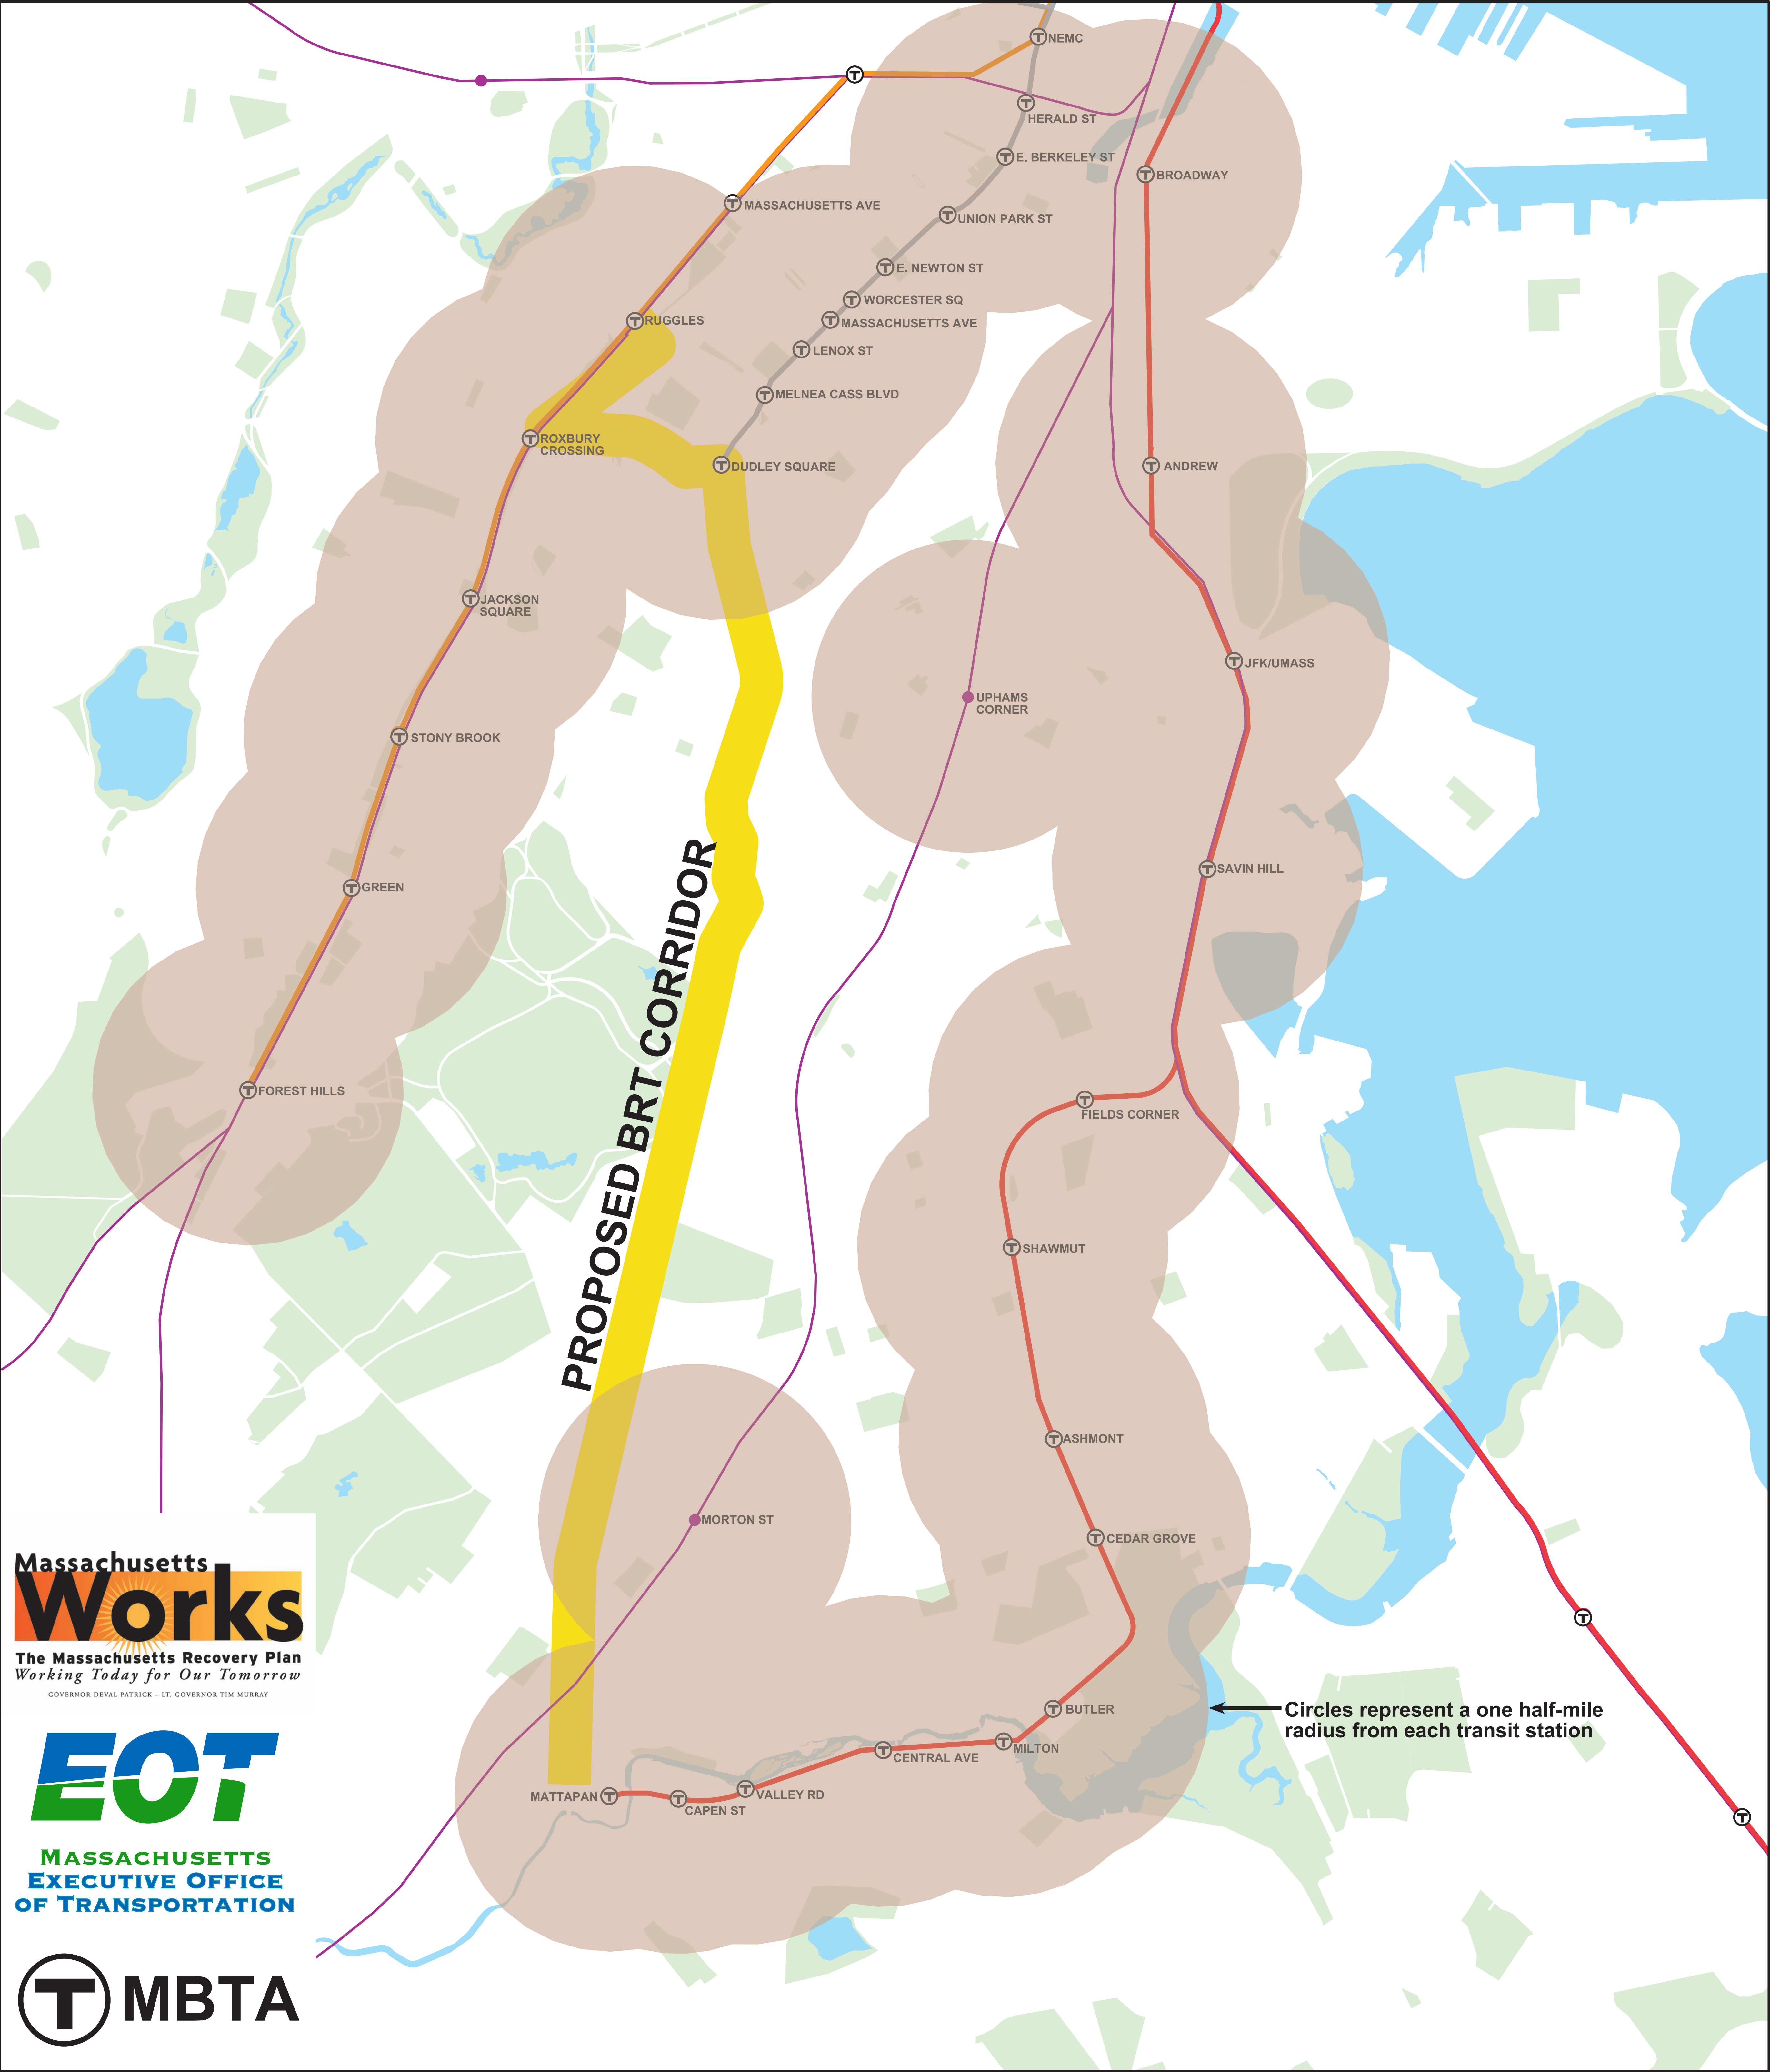 NEMC
HERALD ST
E. BERKELEY ST
BROADWAY
MASSACHUSETTS AVE
UNION PARK ST
E. NEWTON ST
WORCESTER SQ
RUGGLES
MASSACHUSETTS AVE
LENOX ST
MELNEA CASS BLVD
ROXBURY
CROSSING
DUDLEY SQUARE
ANDREW
JACKSON
SQUARE
JFK/UMASS
UPHAMS
CORNER
STONY BROOK
SAVIN HILL
GREEN
PROPOSED BRT CORRIDOR
FOREST HILLS
FIELDS CORNER
SHAWMUT
ASHMONT
MORTON ST
CEDAR GROVE
BUTLER
Circles represent a one half-mile
radius from each transit station
MILTON
CENTRAL AVE
MATTAPAN
VALLEY RD
CAPEN ST
Massachusetts
Works
The Massachusetts Recovery Plan
Working Today for Our Tomorrow
GOVERNOR DEVAL PATRICK – LT. GOVERNOR TIM MURRAY
EOT
MASSACHUSETTS
EXECUTIVE OFFICE
OF TRANSPORTATION
T MBTA